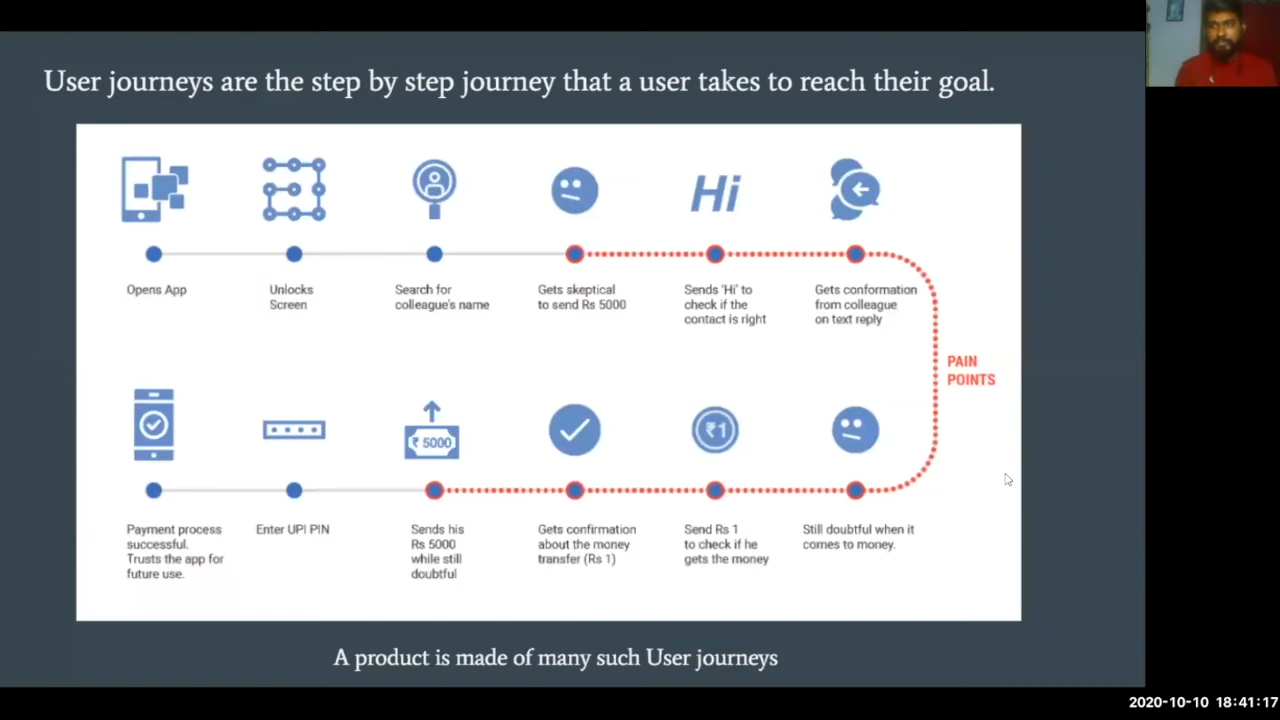 User journeys are the step by step journey that a user takes to reach their goal.
Hi
Opens App
Unlocks
Screen
Search for
colleague's name
Gets skeptical
to send Rs 5000
Sends 'Hi' to
check if the
contact is right
Gets conformation
from colleague
on text reply
PAIN
POINTS
₹ 5000
₹1
Payment process
successful.
Trusts the app for
future use.
Enter UPI PIN
Sends his
Rs 5000
while still
doubtful
Gets confirmation
about the money
transfer (Rs 1)
Send Rs 1
to check if he
gets the money
Still doubtful when it
comes to money.
A product is made of many such User journeys
2020-10-10 18:41:17